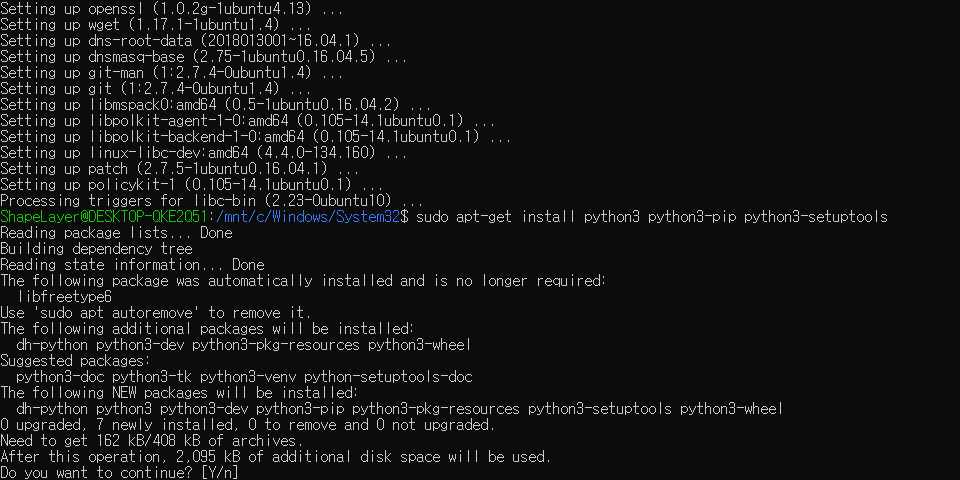 Setting up openssl (1.0.2g-1ubuntu4.13) ...
Setting up wget (1.17.1-1ubuntu1.4) ...
Setting up dns-root-data (2018013001~16.04.1) ...
Setting up dnsmasq-base (2.75-1ubuntu0.16.04.5) ...
Setting up git-man (1:2.7.4-0ubuntu1.4) ...
Setting up git (1:2.7.4-0ubuntu1.4) ...
Setting up libmspack0:amd64 (0.5-1ubuntu0.16.04.2) ...
Setting up libpolkit-agent-1-0:amd64 (0.105-14.1ubuntu0.1) ...
Setting up libpolkit-backend-1-0:amd64 (0.105-14.1ubuntu0.1) ...
Setting up linux-libc-dev:amd64 (4.4.0-134.160) ...
Setting up patch (2.7.5-1ubuntu0.16.04.1) ...
Setting up policykit-1 (0.105-14.1ubuntu0.1) ...
Processing triggers for libc-bin (2.23-0ubuntu10) ...
ShapeLayer@DESKTOP-QKE2Q51:/mnt/c/Windows/System32$ sudo apt-get install python3 python3-pip python3-setuptools
Reading package lists... Done
Building dependency tree
Reading state information... Done
The following package was automatically installed and is no longer required:
  libfreetype6
Use 'sudo apt autoremove' to remove it.
The following additional packages will be installed:
  dh-python python3-dev python3-pkg-resources python3-wheel
Suggested packages:
  python3-doc python3-tk python3-venv python-setuptools-doc
The following NEW packages will be installed:
  dh-python python3 python3-dev python3-pip python3-pkg-resources python3-setuptools python3-wheel
0 upgraded, 7 newly installed, 0 to remove and 0 not upgraded.
Need to get 162 kB/408 kB of archives.
After this operation, 2,095 kB of additional disk space will be used.
Do you want to continue? [Y/n]